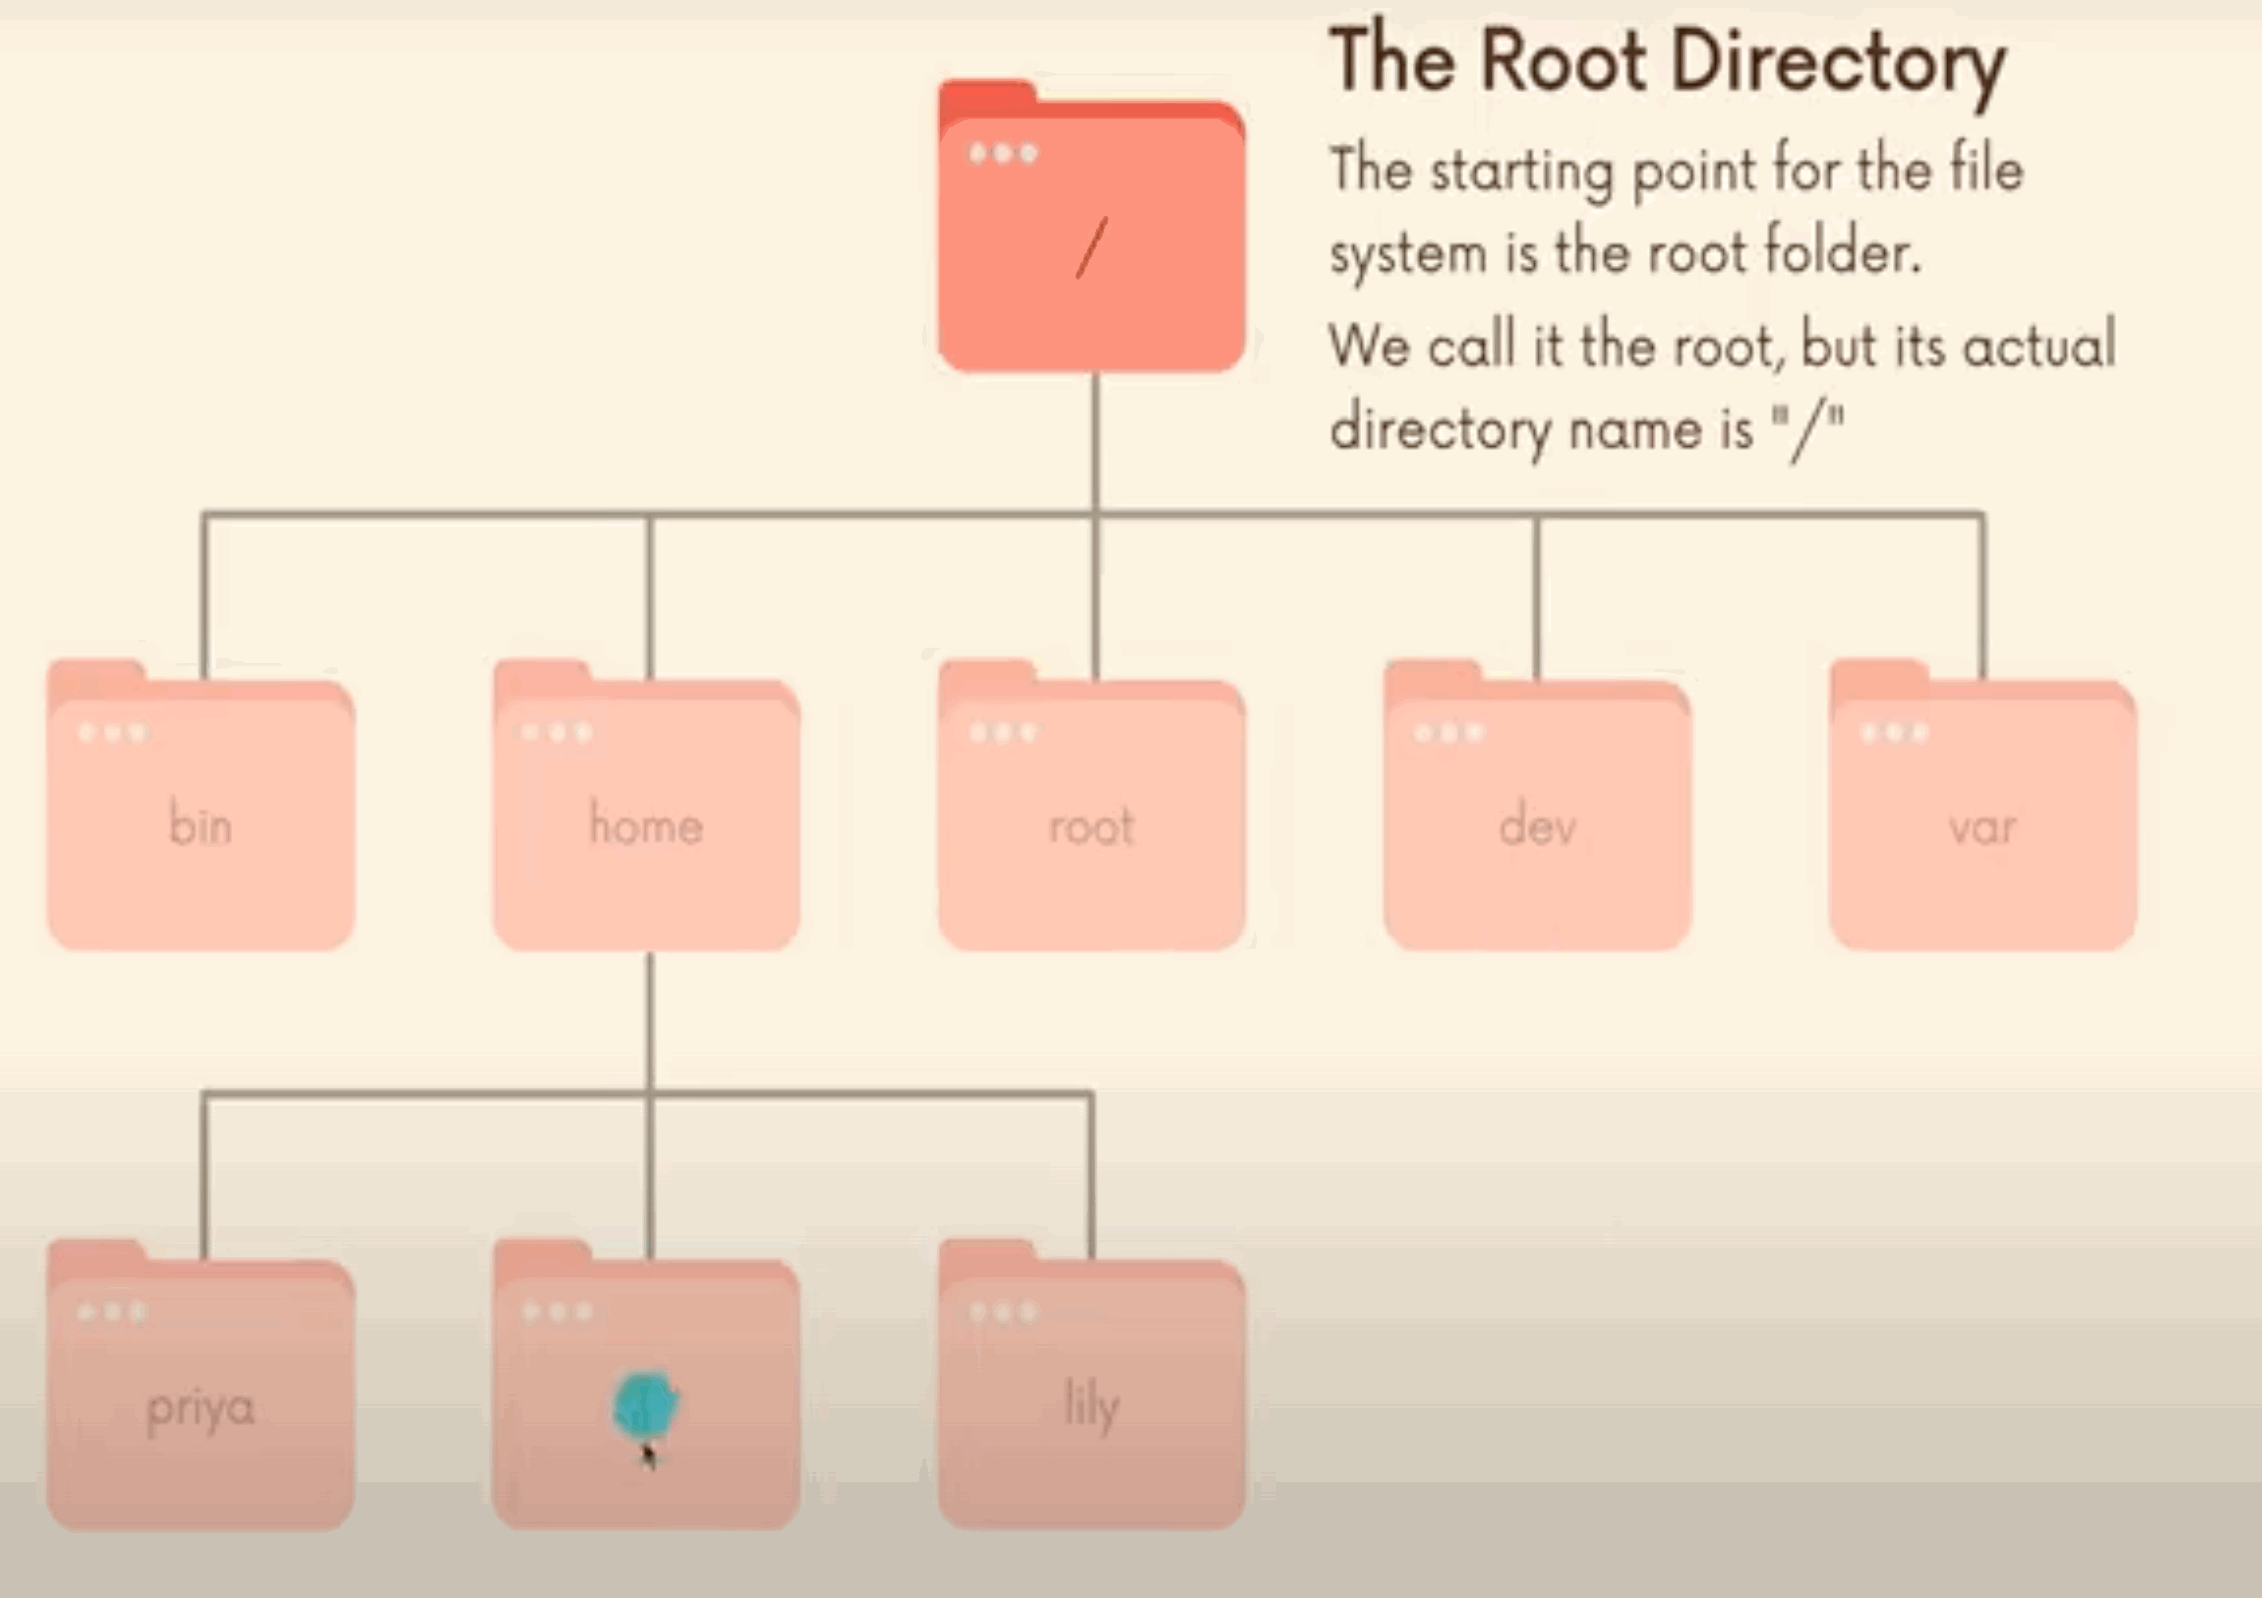 The Root Directory
The starting point for the file
system is the root folder.
We call it the root, but its actual
directory name is "/"
/
bin
home
root
dev
var
priya
lily